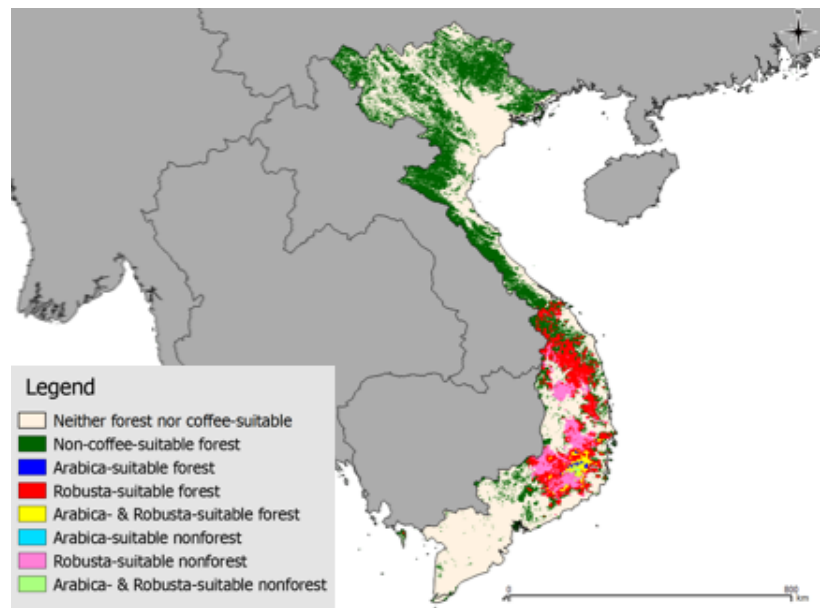 Legend
Neither forest nor coffee-suitable
Non-coffee-suitable forest
Arabica-suitable forest
Robusta-suitable forest
Arabica- & Robusta-suitable forest
Arabica-suitable nonforest
Robusta-suitable nonforest
Arabica- & Robusta-suitable nonforest
0
800
km